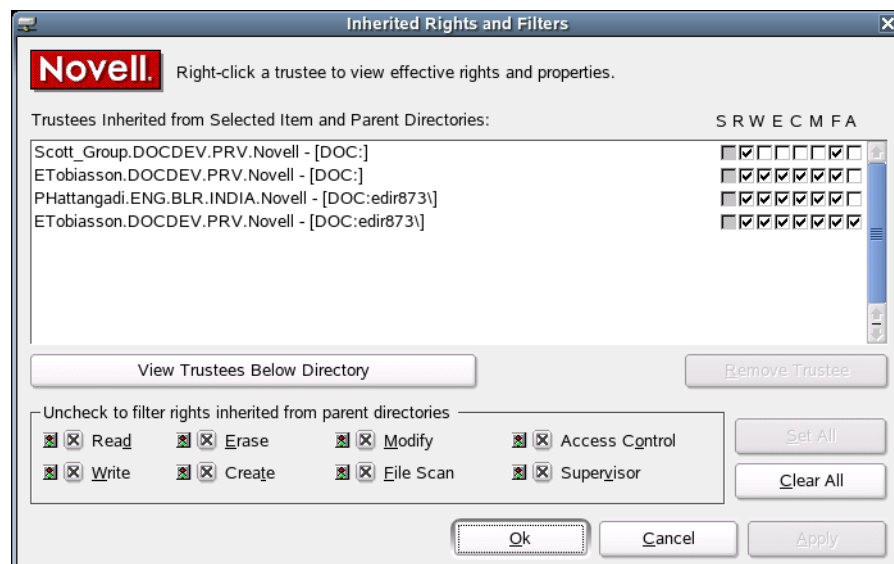 Inherited Rights and Filters
Novell.
Right-click a trustee to view effective rights and properties.
Trustees Inherited from Selected Item and Parent Directories: S R W E C M F A
Scott_Group.DOCDEV.PRV.Novell - [DOC:]
ETobiasson.DOCDEV.PRV.Novell - [DOC:]
PHattangadi.ENG.BLR.INDIA.Novell - [DOC:edir873\]
ETobiasson.DOCDEV.PRV.Novell - [DOC:edir873\]
View Trustees Below Directory Remove Trustee
Uncheck to filter rights inherited from parent directories
Read Erase Modify Access Control Set All
Write Create File Scan Supervisor Clear All
Ok Cancel Apply